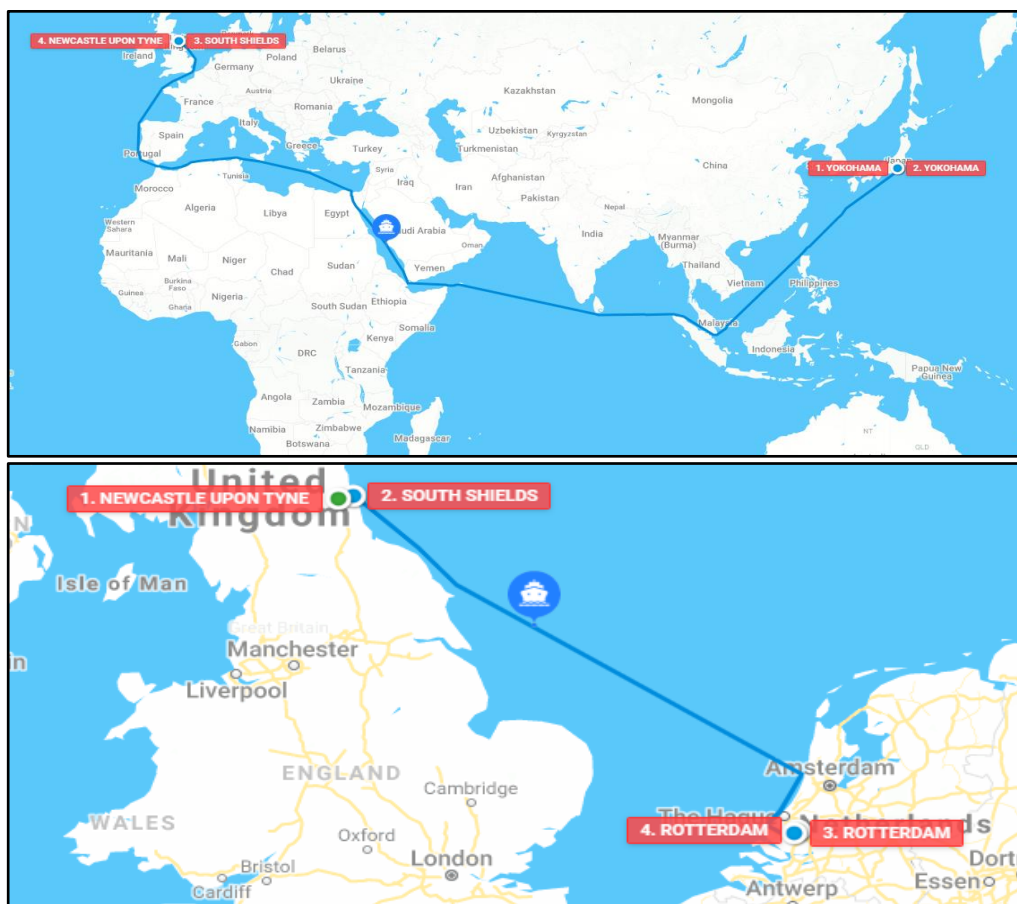 4. NEWCASTLE UPON TYNE
3. SOUTH SHIELDS
Ireland
Belarus
Poland
Germany
Ukraine
Austria
France
Romania
Kazakhstan
Mongolia
Italy
Spain
Uzbekistan
Kyrgyzstan
Portugal
Greece
Turkey
Turkmenistan
1. YOKOHAMA
2. YOKOHAMA
Japan
Syria
China
Tunisia
Iraq
Iran
Afghanistan
Morocco
Pakistan
Algeria
Nepal
Libya
Egypt
Western
Sahara
Saudi Arabia
India
Myanmar
(Burma)
Oman
Mauritania
Mali
Niger
Sudan
Yemen
Thailand
Chad
Vietnam
Philippines
Guinea
Burkina
Faso
Nigeria
Ethiopia
South Sudan
Ghana
Somalia
Malaysia
Gabon
Kenya
Indonesia
DRC
Tanzania
Papua New
Guinea
Angola
Zambia
Mozambique
Namibia
Zimbabwe
Botswana
Madagascar
NT
QLD
United
Kingdom
1. NEWCASTLE UPON TYNE
2. SOUTH SHIELDS
Isle of Man
Great Britain
Manchester
Liverpool
ENGLAND
Amsterdam
Cambridge
The Hague
Netherlands
WALES
4. ROTTERDAM
3. ROTTERDAM
Oxford
London
Bristol
Cardiff
Antwerp
Essen
Dort